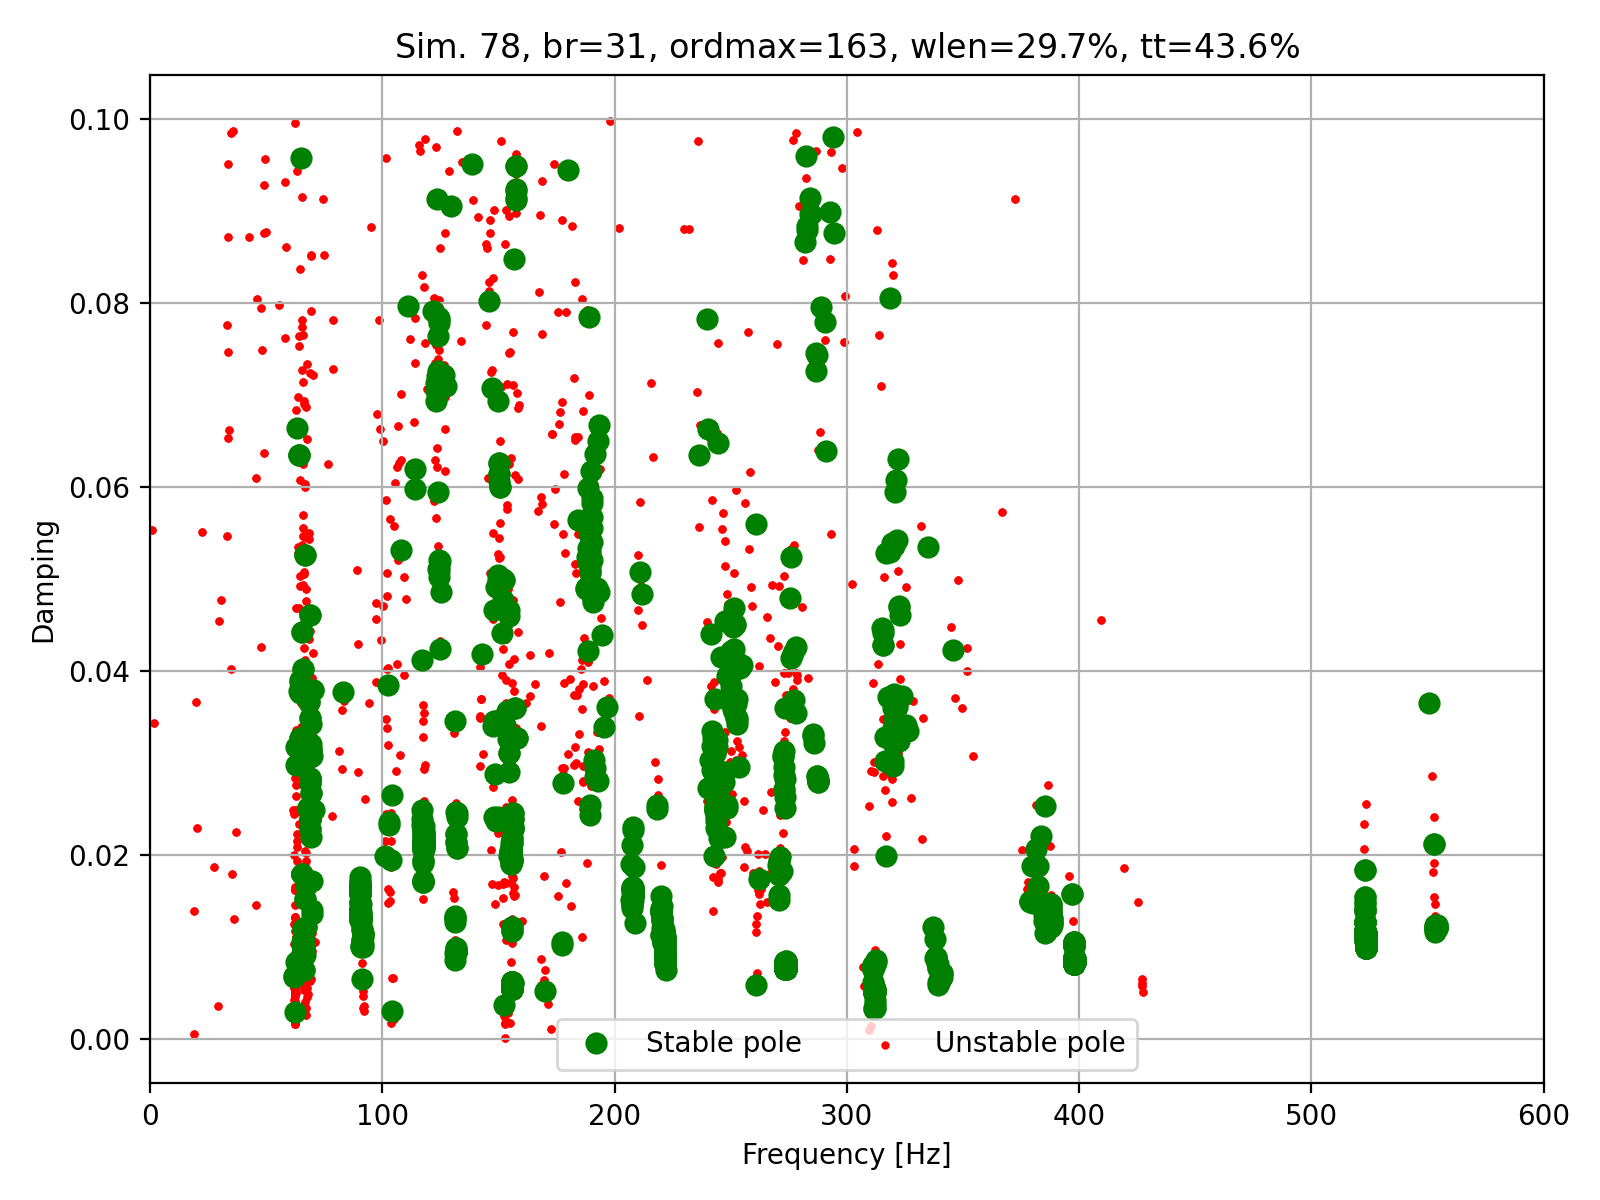 Sim. 78, br=31, ordmax=163, wlen=29.7%, tt=43.6%
0.10
0.08
0.06
0.04
0.02
0.00
Damping
Stable pole
Unstable pole
0
100
200
300
400
500
600
Frequency [Hz]